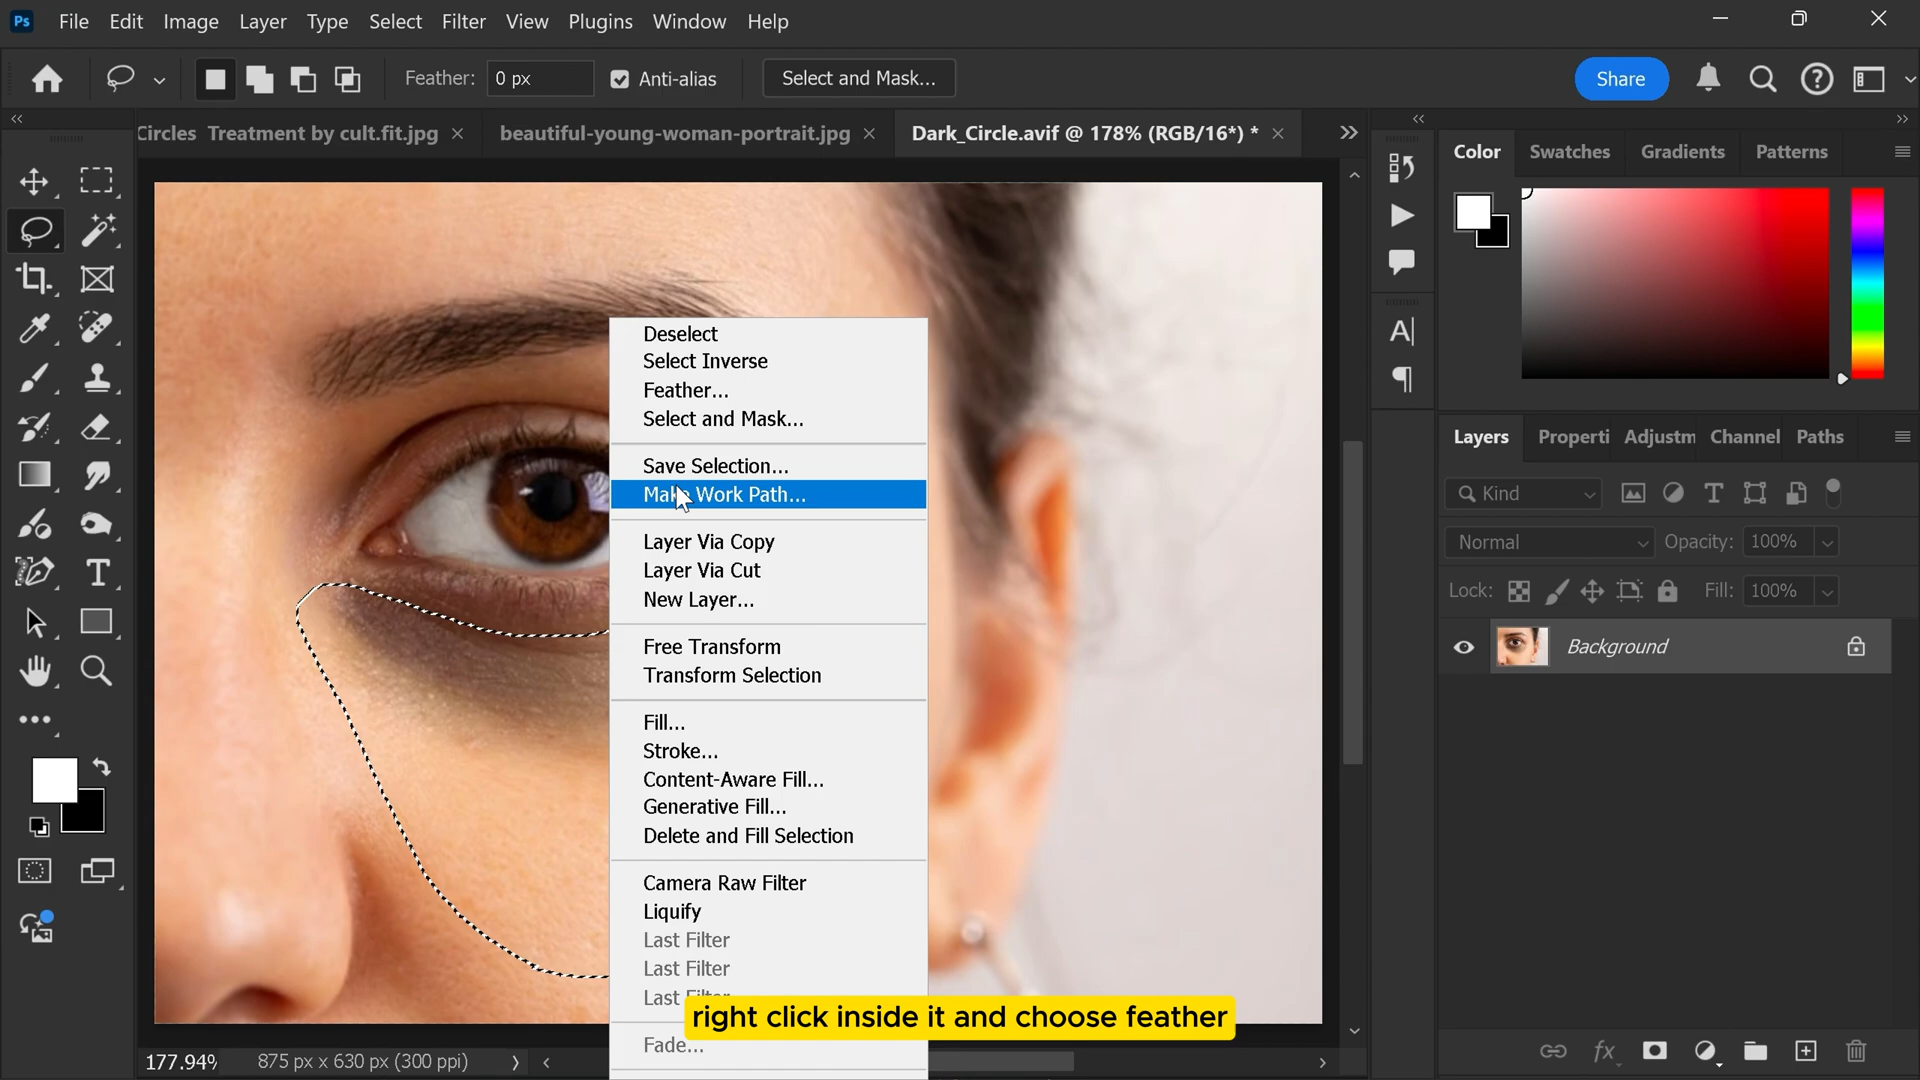 Ps File Edit Image Layer Select Type Filter View Plugins Window Help
Feather: 0 px Anti-alias Select and Mask... Share
Circles Treatment by cult.fit.jpg
beautiful-young-woman-portrait.jpg
Dark_Circle.avif @ 178% (RGB/16*) *
Color Swatches Gradients Patterns
Deselect
Select Inverse
Feather...
Select and Mask...
Save Selection...
Make Work Path...
Layer Via Copy
Layer Via Cut
New Layer...
Free Transform
Transform Selection
Fill...
Stroke...
Content-Aware Fill...
Generative Fill...
Delete and Fill Selection
Camera Raw Filter
Liquify
Last Filter
Last Filter
Last Filter
Fade...
right click inside it and choose feather
Layers Properti Adjustm Channel Paths
Kind
Normal Opacity: 100%
Lock: Fill: 100%
Background
177.94% 875 px x 630 px (300 ppi)